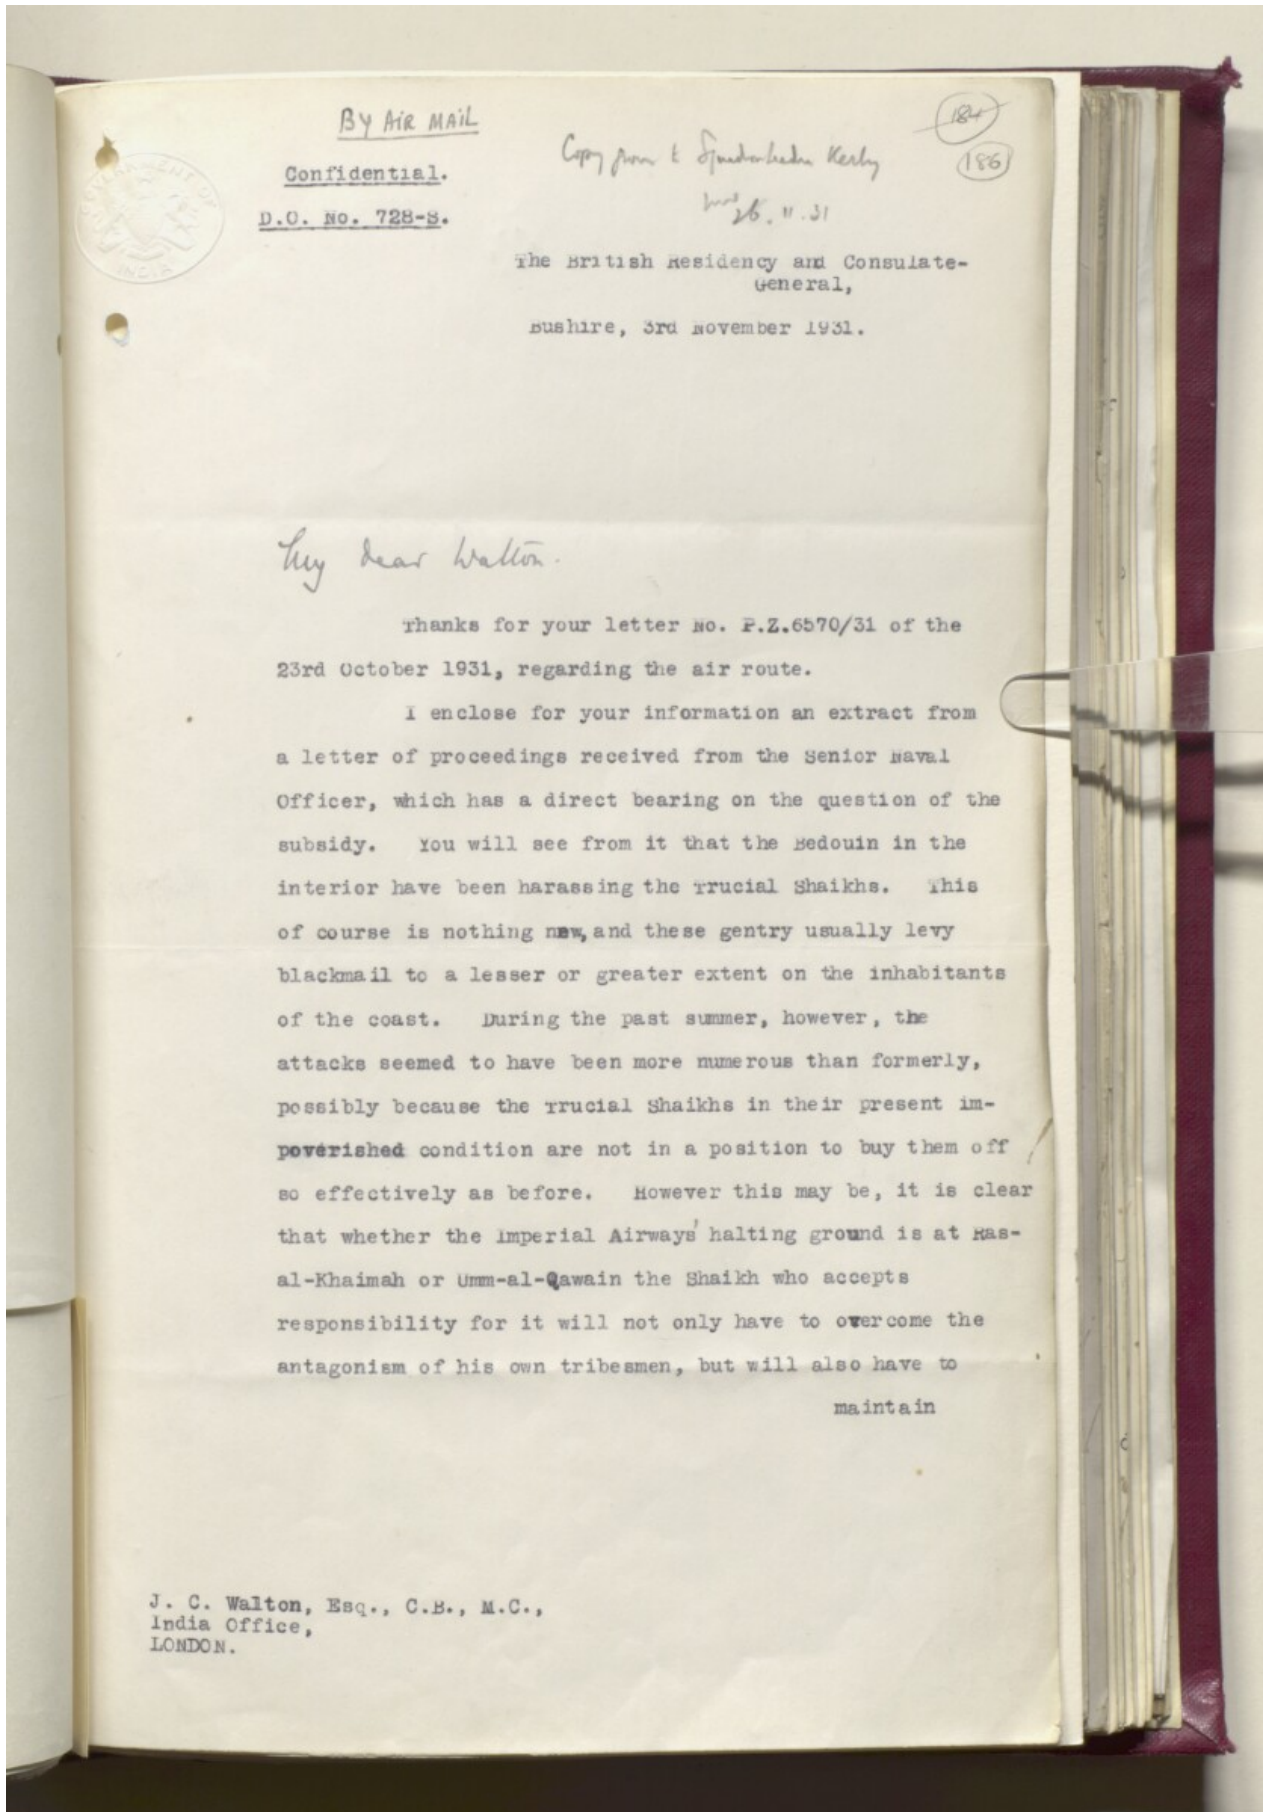 BY AIR MAIL
184
Copy given to Squadron Leader Kerby
186
Confidential.
26.11.31
D.O. No. 728-S.
GOVERNMENT OF INDIA
The British Residency and Consulate-
General,
Bushire, 3rd November 1931.
My dear Walton.
Thanks for your letter No. P.Z.6570/31 of the
23rd October 1931, regarding the air route.
I enclose for your information an extract from
a letter of proceedings received from the Senior Naval
Officer, which has a direct bearing on the question of the
subsidy. You will see from it that the Bedouin in the
interior have been harassing the Trucial Shaikhs. This
of course is nothing new, and these gentry usually levy
blackmail to a lesser or greater extent on the inhabitants
of the coast. During the past summer, however, the
attacks seemed to have been more numerous than formerly,
possibly because the Trucial Shaikhs in their present im-
poverished condition are not in a position to buy them off
so effectively as before. However this may be, it is clear
that whether the Imperial Airways' halting ground is at Ras-
al-Khaimah or Umm-al-Qawain the Shaikh who accepts
responsibility for it will not only have to overcome the
antagonism of his own tribesmen, but will also have to
maintain
J. C. Walton, Esq., C.B., M.C.,
India Office,
LONDON.